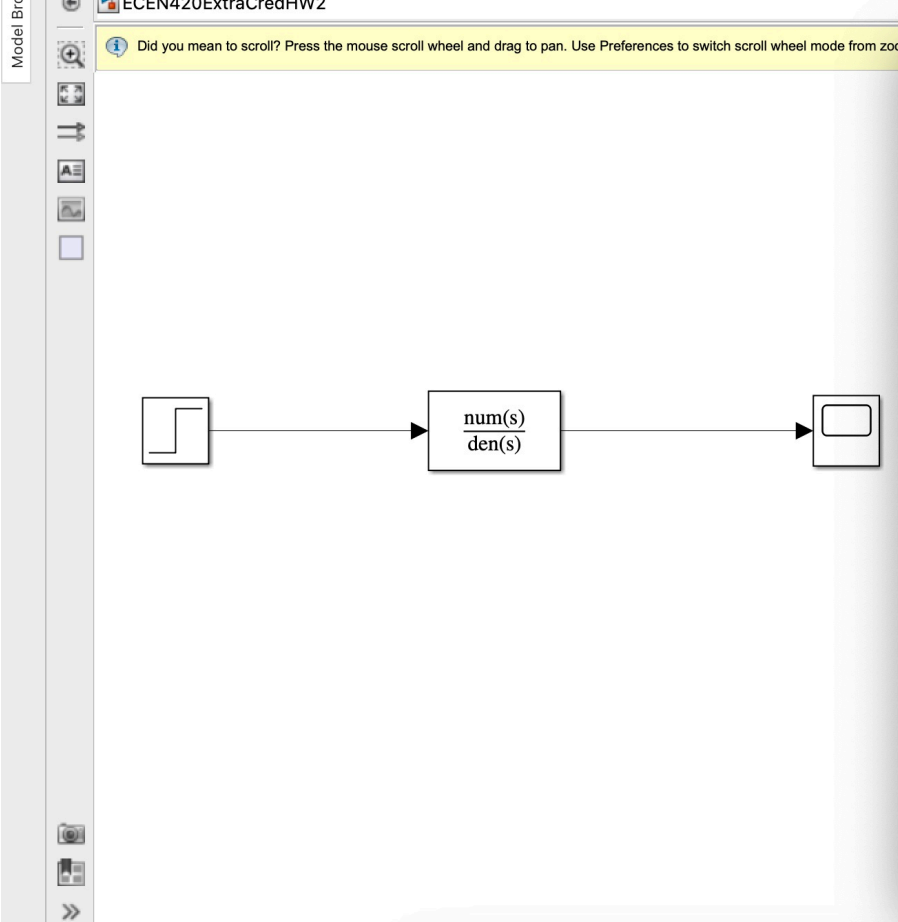 ECEN420ExtraCredHW2
Model Bro
Did you mean to scroll? Press the mouse scroll wheel and drag to pan. Use Preferences to switch scroll wheel mode from zoo
A
num(s)
den(s)